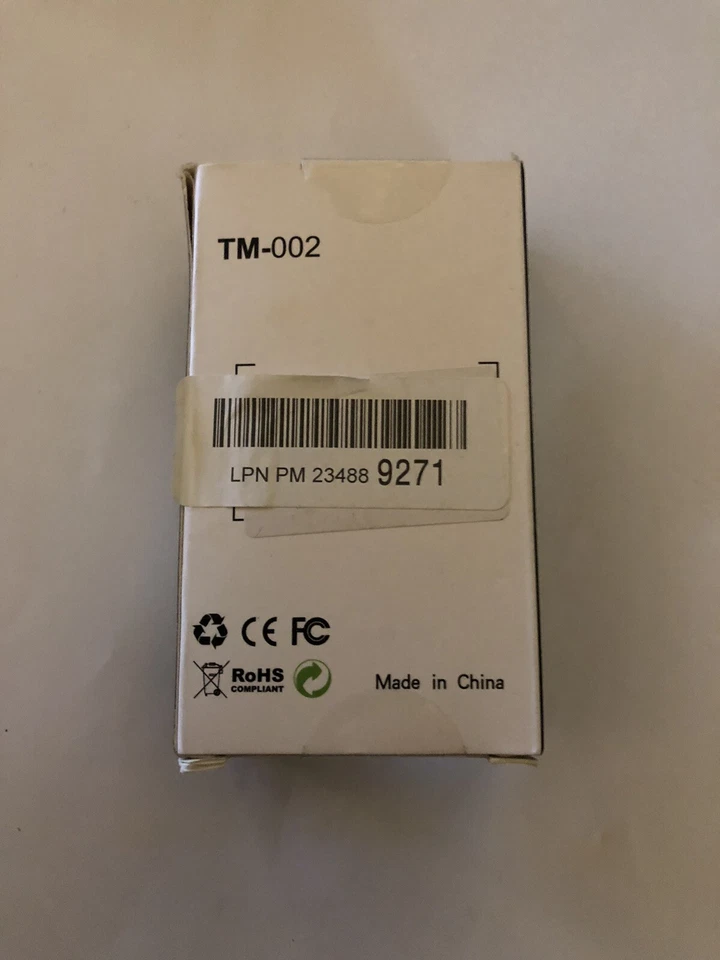 TM-002
LPN PM 23488 9271
CE FC
RoHS
COMPLIANT
Made in China